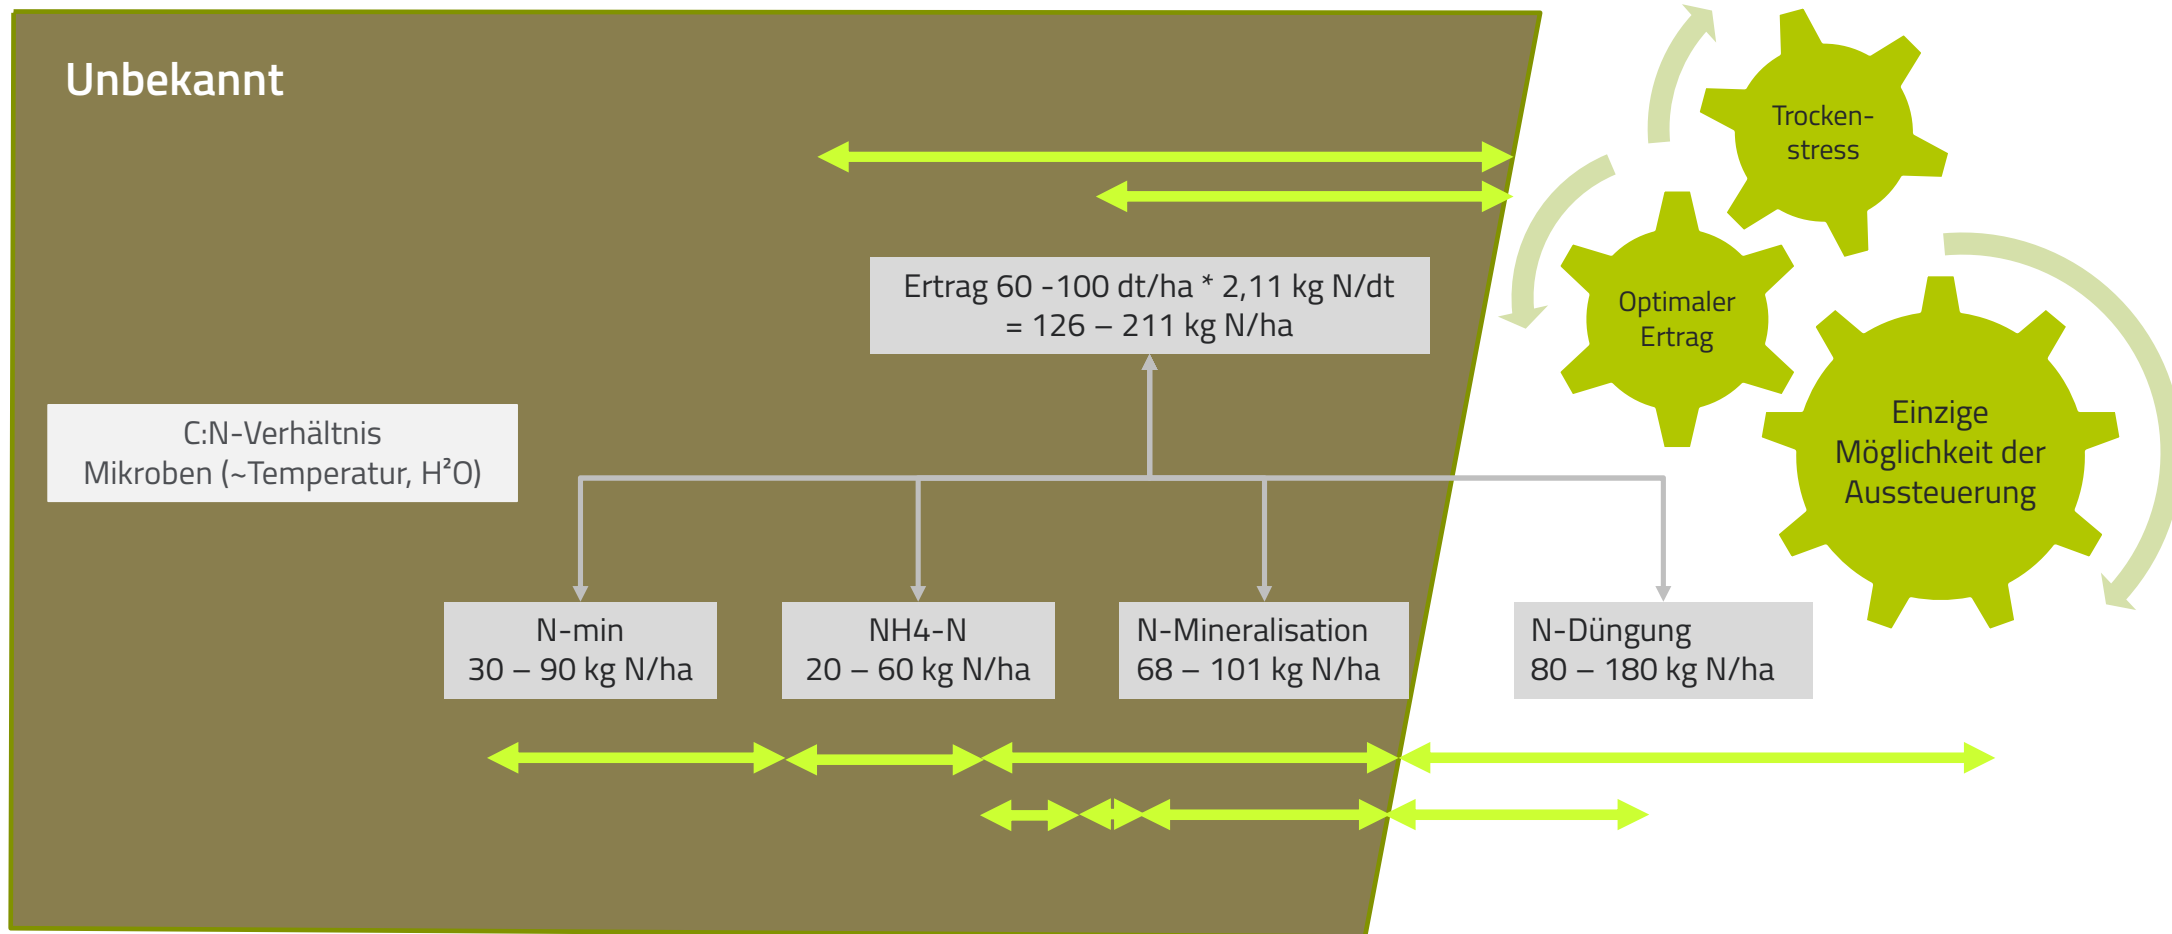 Unbekannt
Trocken-
stress
Ertrag 60 -100 dt/ha * 2,11 kg N/dt
= 126 – 211 kg N/ha
Optimaler
Ertrag
C:N-Verhältnis
Mikroben (~Temperatur, H²O)
Einzige
Möglichkeit der
Aussteuerung
N-min
30 – 90 kg N/ha
NH4-N
20 – 60 kg N/ha
N-Mineralisation
68 – 101 kg N/ha
N-Düngung
80 – 180 kg N/ha